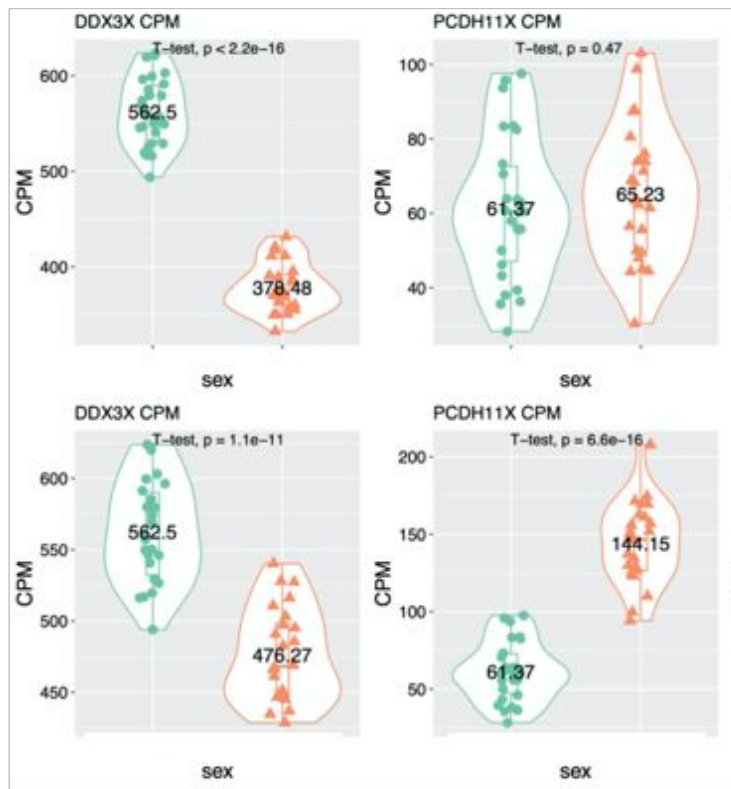 DDX3X CPM
T-test, p < 2.2e-16
600
500
400
CPM
562.5
378.48
sex
PCDH11X CPM
T-test, p = 0.47
100
80
60
40
CPM
61.37
65.23
sex
DDX3X CPM
T-test, p = 1.1e-11
600
550
500
450
CPM
562.5
476.27
sex
PCDH11X CPM
T-test, p = 6.6e-16
200
150
100
50
CPM
61.37
144.15
sex